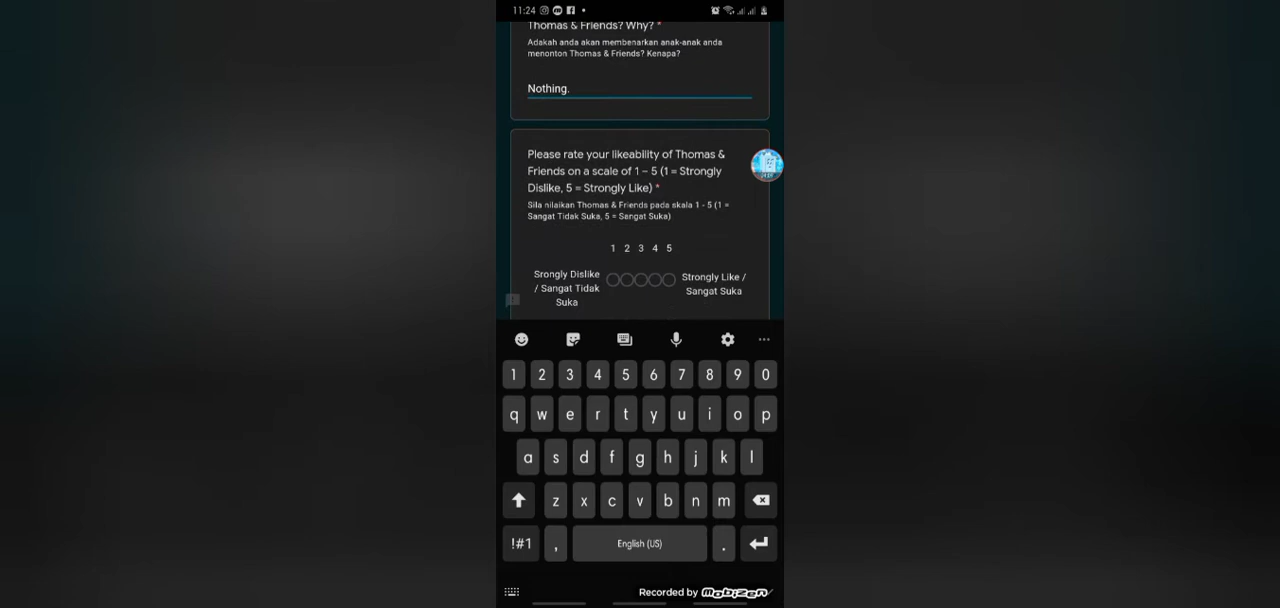 11:24
Thomas & Friends? Why? *
Adakah anda akan membenarkan anak-anak anda
menonton Thomas & Friends? Kenapa?
Nothing.
Please rate your likeability of Thomas &
Friends on a scale of 1 – 5 (1 = Strongly
Dislike, 5 = Strongly Like) *
Sila nilaikan Thomas & Friends pada skala 1 - 5 (1 =
Sangat Tidak Suka, 5 = Sangat Suka)
1 2 3 4 5
Srongly Dislike
/ Sangat Tidak
Suka
Strongly Like /
Sangat Suka
1 2 3 4 5 6 7 8 9 0
q w e r t y u i o p
a s d f g h j k l
z x c v b n m
!#1 , English (US) .
Recorded by mobizen